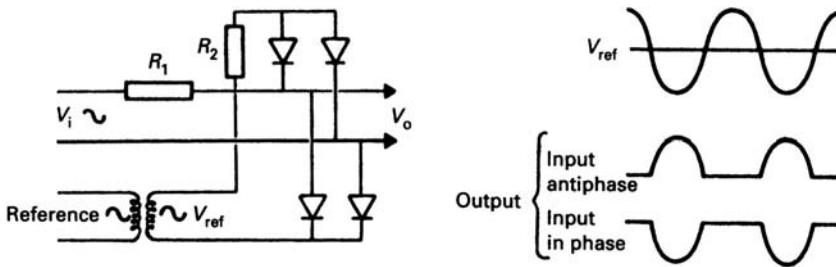 R2
R1
Vi
Vo
Reference
Vref
Vref
Output
Input
antiphase
Input
in phase